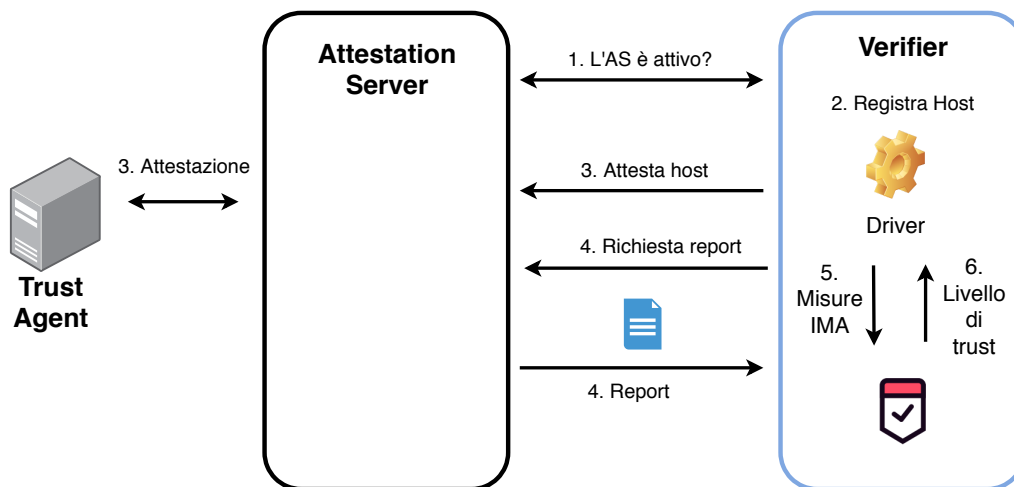 Attestation
Server
Verifier
1. L'AS è attivo?
2. Registra Host
3. Attestazione
3. Attesta host
Driver
4. Richiesta report
Trust
Agent
5.
Misure
IMA
6.
Livello
di
trust
4. Report